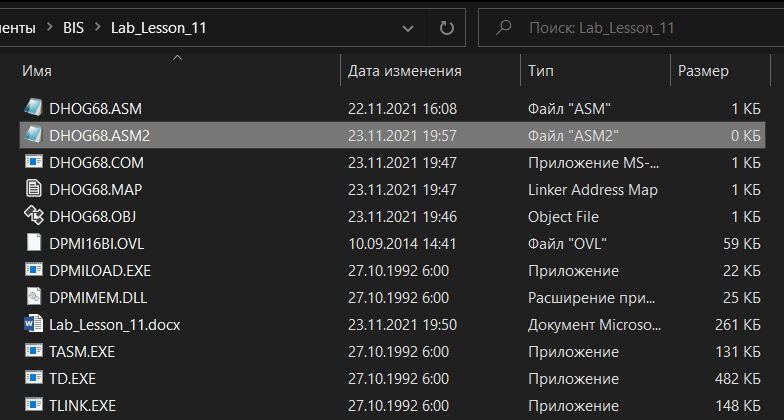 енты > BIS > Lab_Lesson_11 Поиск: Lab_Lesson_11
Имя Дата изменения Тип Размер
DHOG68.ASM 22.11.2021 16:08 Файл "ASM" 1 КБ
DHOG68.ASM2 23.11.2021 19:57 Файл "ASM2" 0 КБ
DHOG68.COM 23.11.2021 19:47 Приложение MS-... 1 КБ
DHOG68.MAP 23.11.2021 19:47 Linker Address Map 1 КБ
DHOG68.OBJ 23.11.2021 19:46 Object File 1 КБ
DPMI16BI.OVL 10.09.2014 14:41 Файл "OVL" 59 КБ
DPMILOAD.EXE 27.10.1992 6:00 Приложение 22 КБ
DPMIMEM.DLL 27.10.1992 6:00 Расширение при... 25 КБ
Lab_Lesson_11.docx 23.11.2021 19:50 Документ Microso... 261 КБ
TASM.EXE 27.10.1992 6:00 Приложение 131 КБ
TD.EXE 27.10.1992 6:00 Приложение 482 КБ
TLINK.EXE 27.10.1992 6:00 Приложение 148 КБ